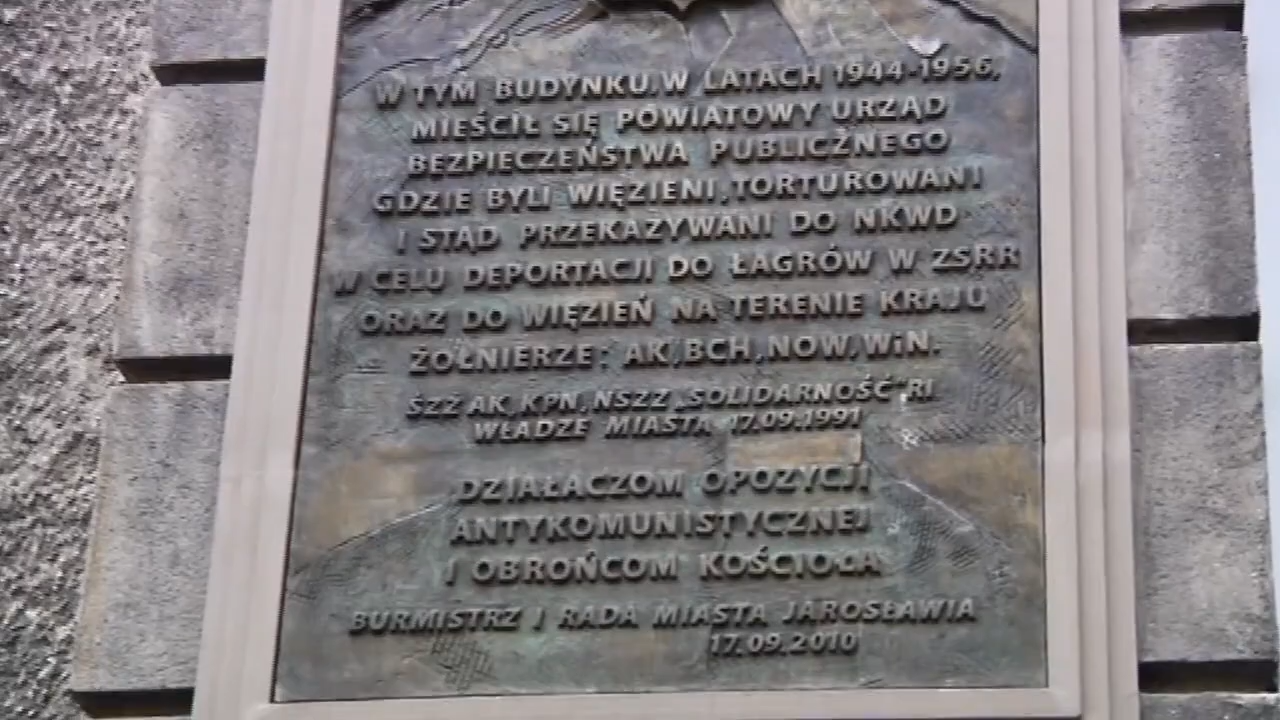 W TYM BUDYNKU, W LATACH 1944-1956,
MIEŚCIŁ SIĘ POWIATOWY URZĄD
BEZPIECZEŃSTWA PUBLICZNEGO
GDZIE BYLI WIĘZIENI, TORTUROWANI
I STĄD PRZEKAZYWANI DO NKWD
W CELU DEPORTACJI DO ŁAGRÓW W ZSRR
ORAZ DO WIĘZIEŃ NA TERENIE KRAJU
ŻOŁNIERZE: AK, BCH, NOW, WiN.
ŚZŻ AK, KPN, NSZZ „SOLIDARNOŚĆ" RI
WŁADZE MIASTA 17.09.1991
DZIAŁACZOM OPOZYCJI
ANTYKOMUNISTYCZNEJ
I OBROŃCOM KOŚCIOŁA
BURMISTRZ I RADA MIASTA JAROSŁAWIA
17.09.2010